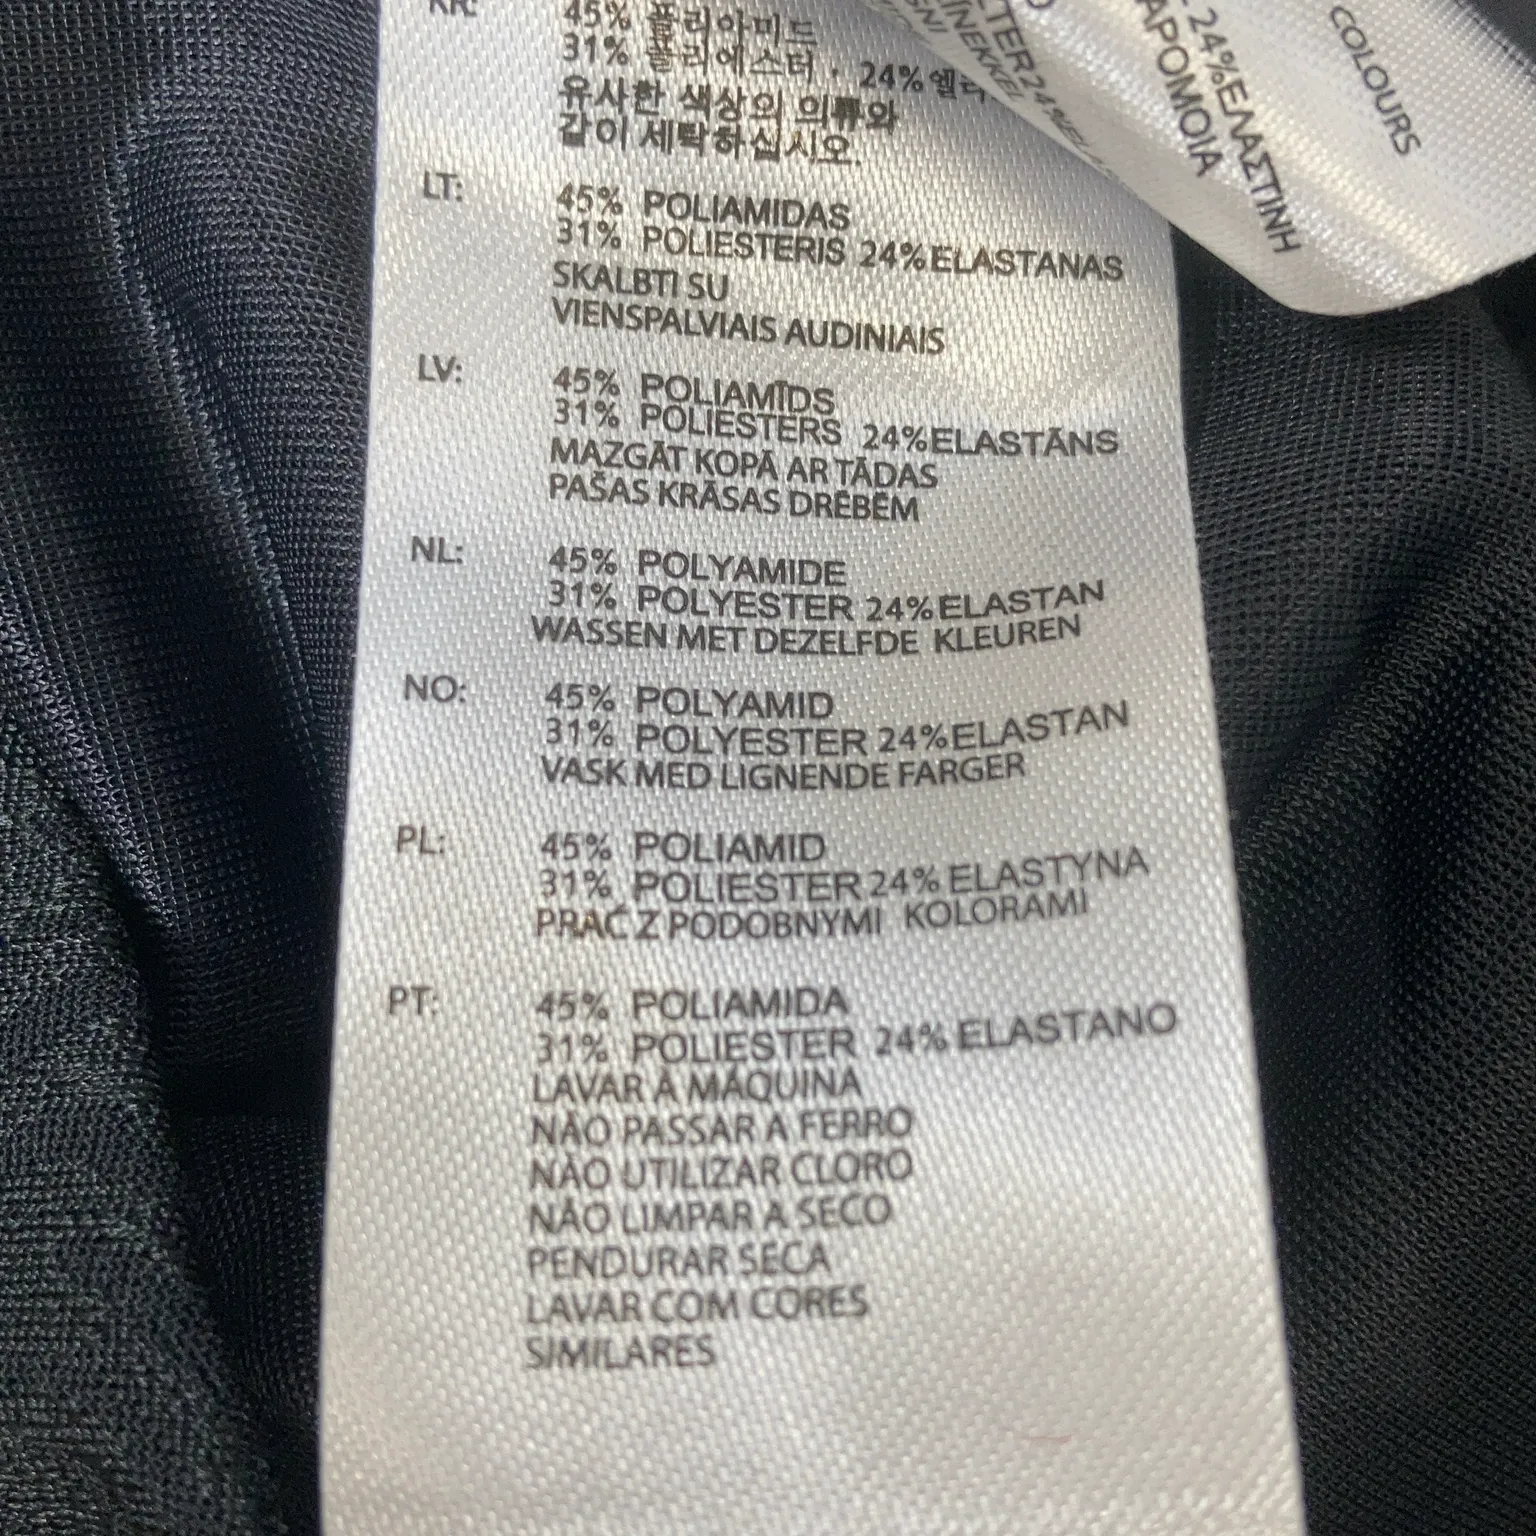 KR: 45% 폴리아미드
31% 폴리에스터, 24%
유사한 색상의 의류와
같이 세탁하십시오.
LT: 45% POLIAMIDAS
31% POLIESTERIS 24%ELASTANAS
SKALBTI SU
VIENSPALVIAIS AUDINIAIS
LV: 45% POLIAMĪDS
31% POLIESTERS 24%ELASTĀNS
MAZGĀT KOPĀ AR TĀDAS
PAŠAS KRĀSAS DRĒBĒM
NL: 45% POLYAMIDE
31% POLYESTER 24%ELASTAN
WASSEN MET DEZELFDE KLEUREN
NO: 45% POLYAMID
31% POLYESTER 24%ELASTAN
VASK MED LIGNENDE FARGER
PL: 45% POLIAMID
31% POLIESTER 24% ELASTYNA
PRAĆ Z PODOBNYMI KOLORAMI
PT: 45% POLIAMIDA
31% POLIESTER 24% ELASTANO
LAVAR À MÁQUINA
NÃO PASSAR A FERRO
NÃO UTILIZAR CLORO
NÃO LIMPAR A SECO
PENDURAR SECA
LAVAR COM CORES
SIMILARES
COLOURS
24%ΕΛΑΣΤΙΝΗ